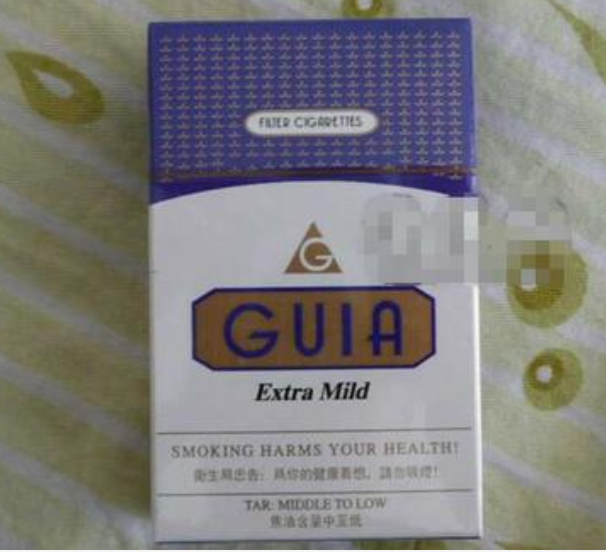 FILTER CIGARETTES
G
GUIA
Extra Mild
SMOKING HARMS YOUR HEALTH!
衛生局忠告：爲你的健康着想，請勿吸煙！
TAR: MIDDLE TO LOW
焦油含量中至低